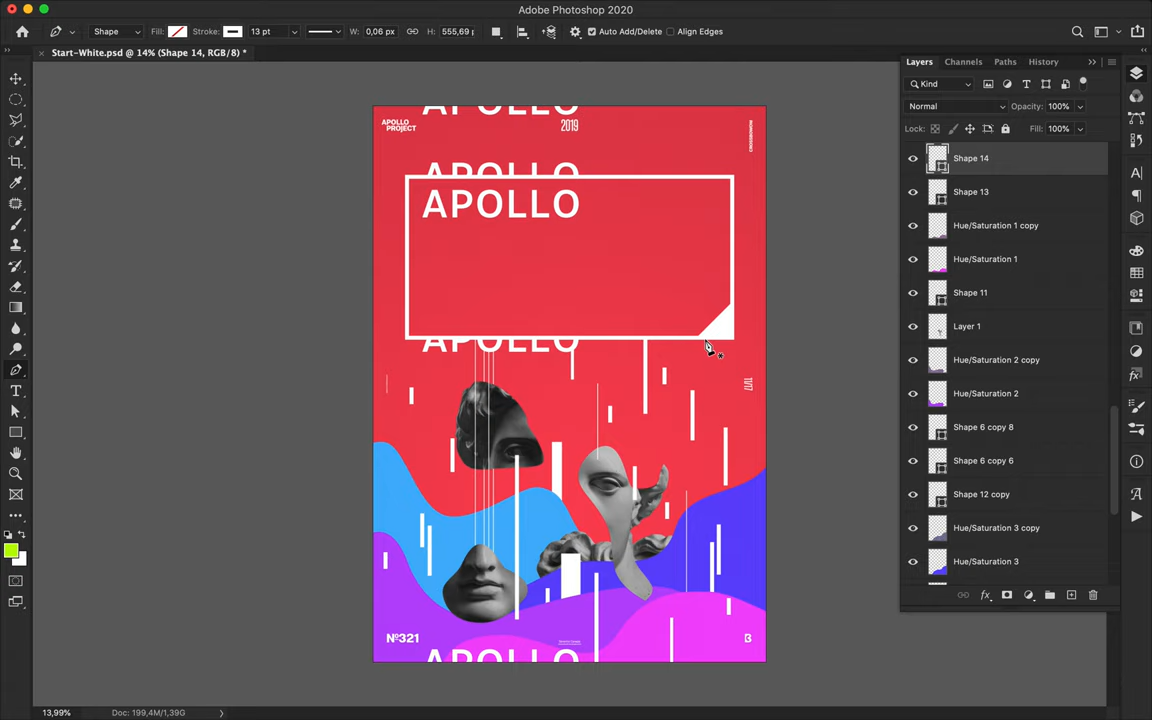 Adobe Photoshop 2020
Shape
Fill:
Stroke:
13 pt
W: 0,06 px
H: 555,69
Auto Add/Delete
Align Edges
Start-White.psd @ 14% (Shape 14, RGB/8) *
Layers
Channels
Paths
History
Kind
Normal
Opacity: 100%
Lock:
Fill: 100%
Shape 14
Shape 13
Hue/Saturation 1 copy
Hue/Saturation 1
Shape 11
Layer 1
Hue/Saturation 2 copy
Hue/Saturation 2
Shape 6 copy 8
Shape 6 copy 6
Shape 12 copy
Hue/Saturation 3 copy
Hue/Saturation 3
APOLLO
APOLLO
PROJECT
2019
APOLLO
APOLLO
APOLLO
Nº321
B
APOLLO
13,99%
Doc: 199,4M/1,39G